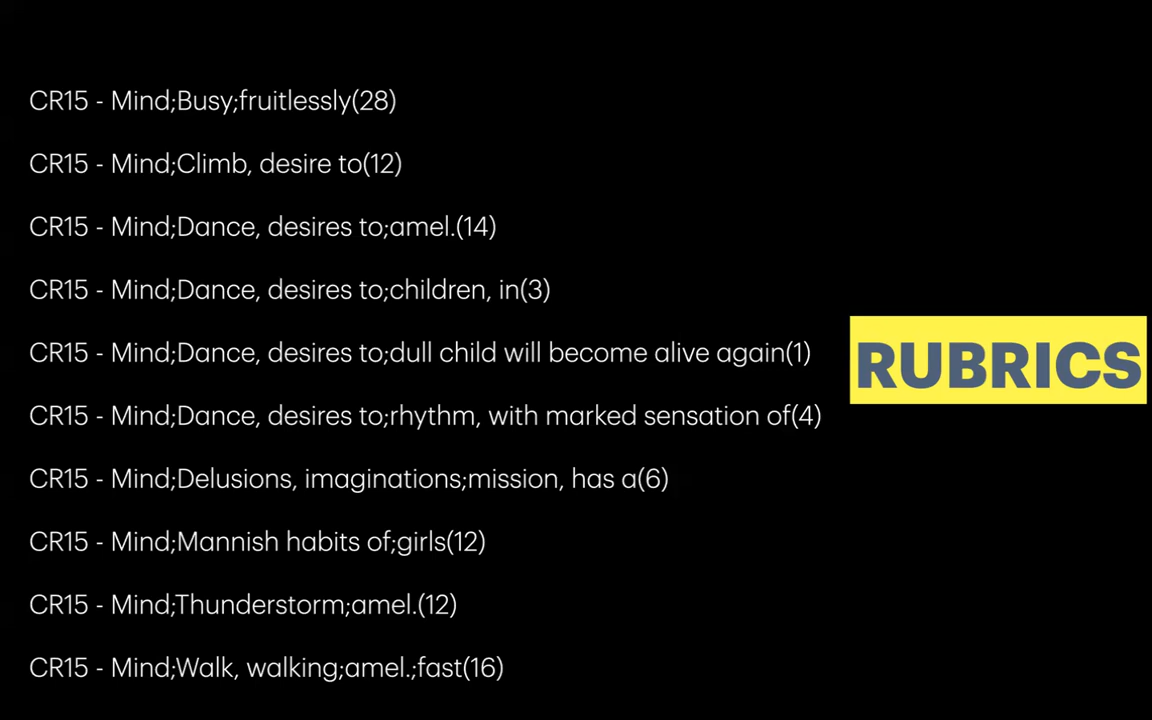 CR15 - Mind;Busy;fruitlessly(28)
CR15 - Mind;Climb, desire to(12)
CR15 - Mind;Dance, desires to;amel.(14)
CR15 - Mind;Dance, desires to;children, in(3)
CR15 - Mind;Dance, desires to;dull child will become alive again(1)
RUBRICS
CR15 - Mind;Dance, desires to;rhythm, with marked sensation of(4)
CR15 - Mind;Delusions, imaginations;mission, has a(6)
CR15 - Mind;Mannish habits of;girls(12)
CR15 - Mind;Thunderstorm;amel.(12)
CR15 - Mind;Walk, walking;amel.;fast(16)